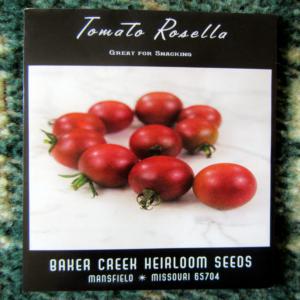 Tomato Rosella
Great for Snacking
BAKER CREEK HEIRLOOM SEEDS
MANSFIELD ✴ MISSOURI 65704